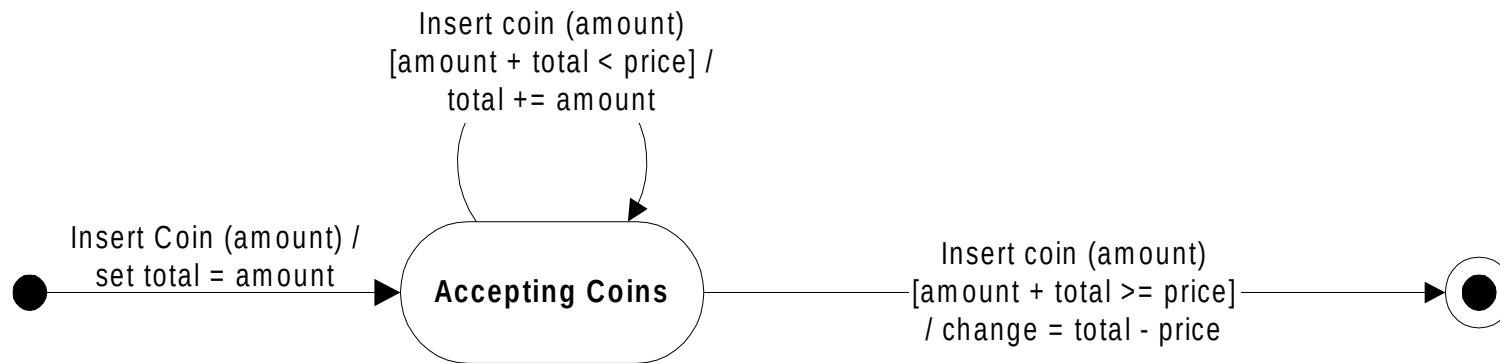 Insert coin (amount)
[amount + total < price] /
total += amount
Insert Coin (amount) /
set total = amount
Accepting Coins
Insert coin (amount)
[amount + total >= price]
/ change = total - price